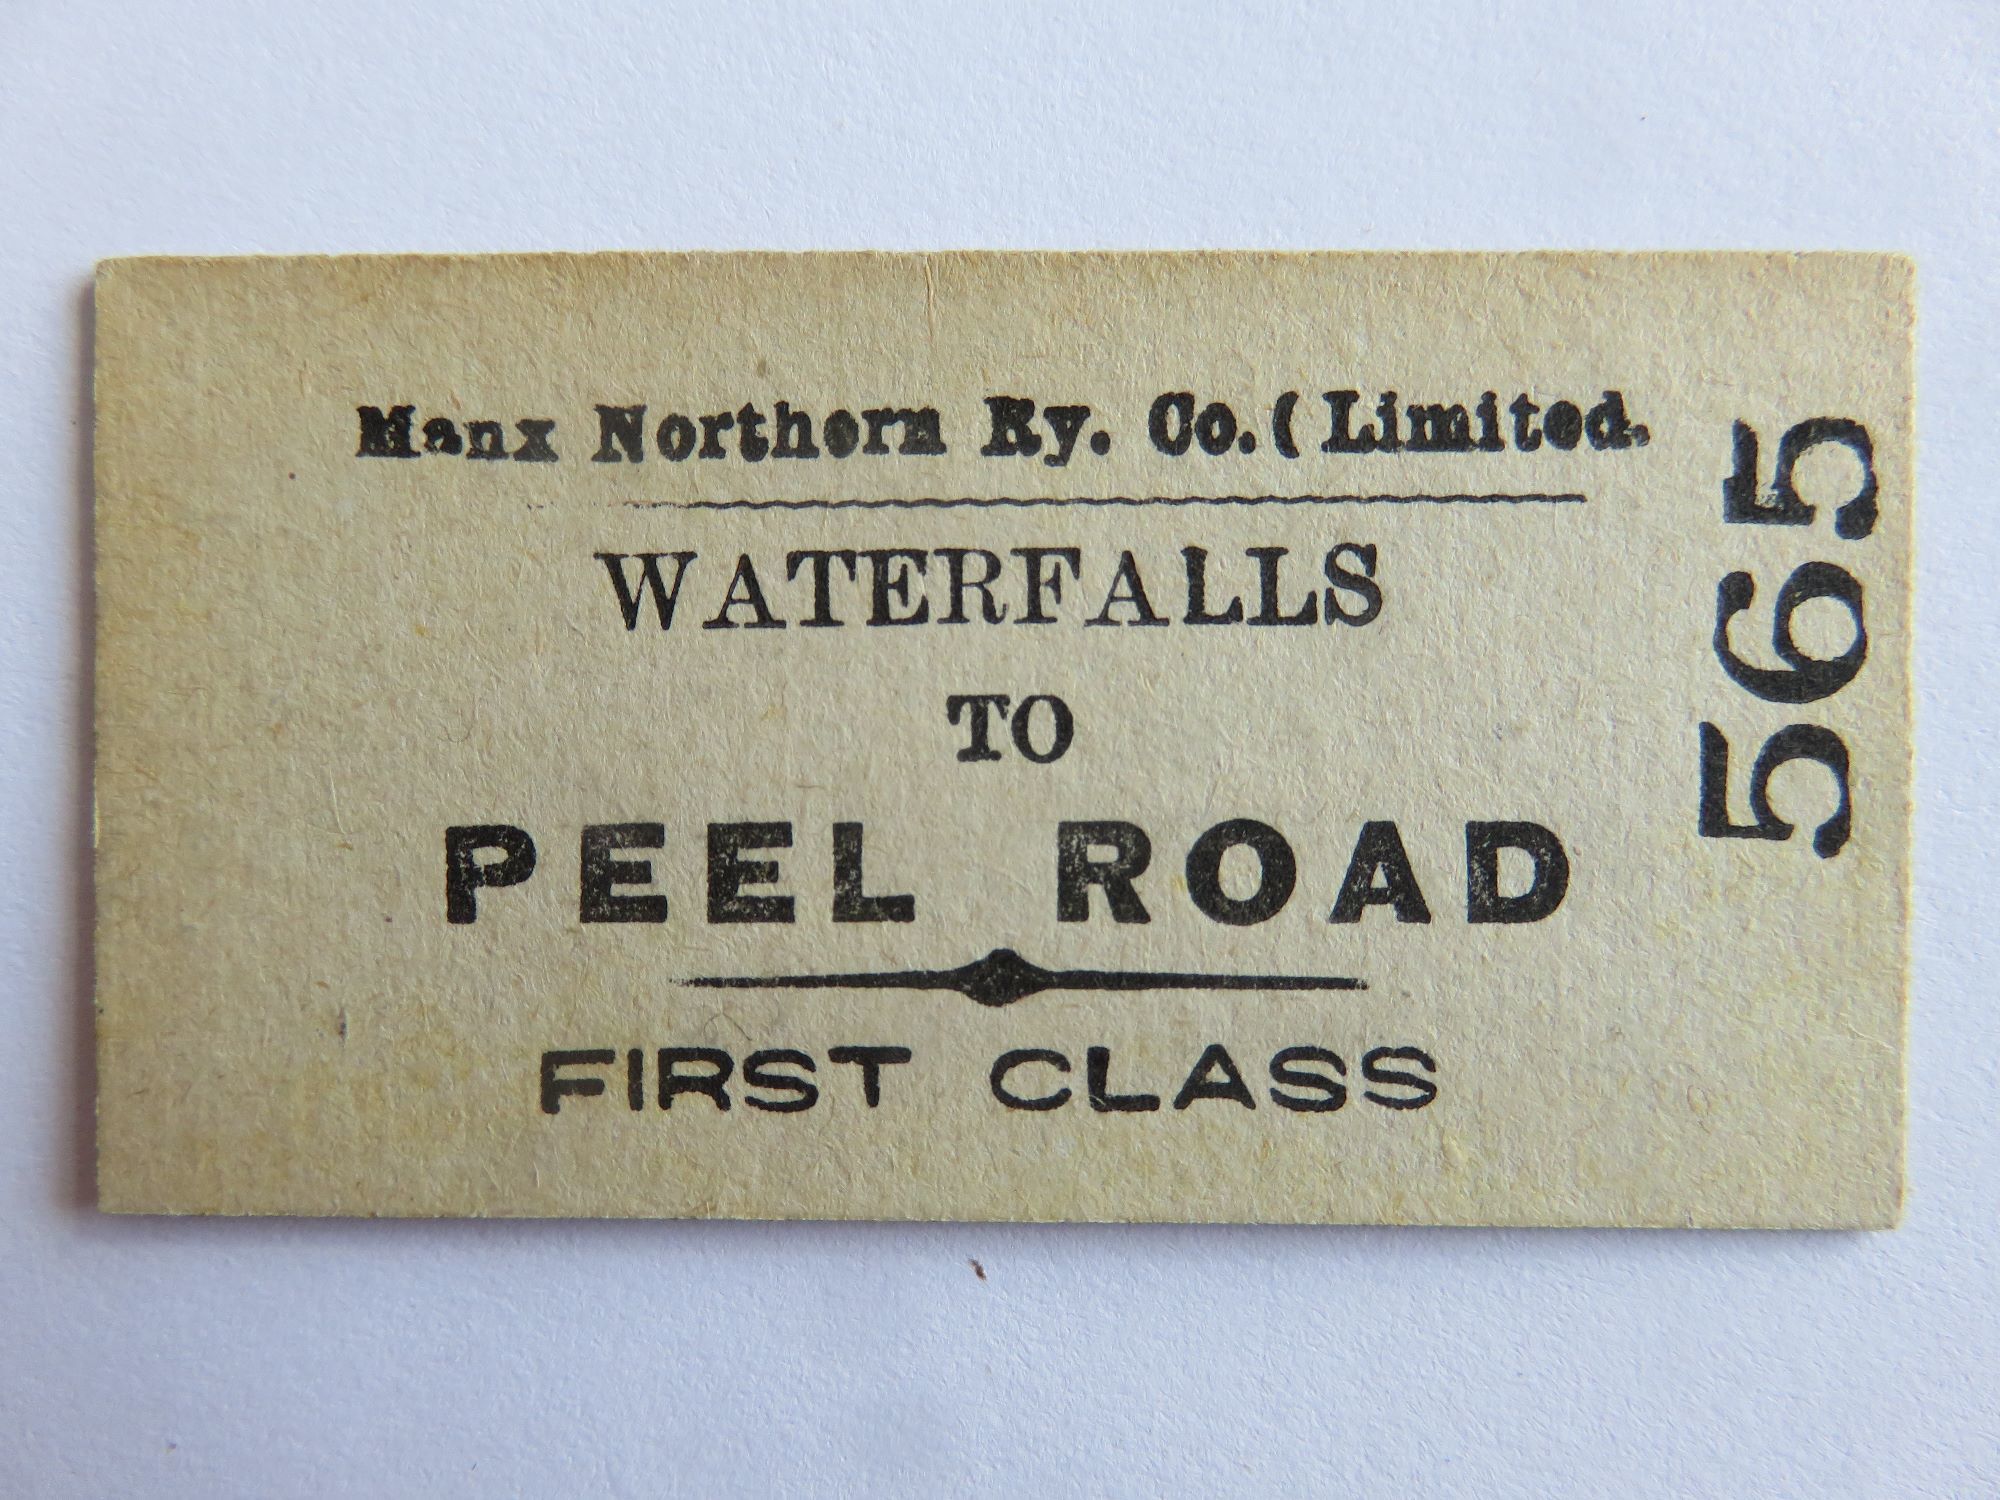 Manx Northern Ry. Co. (Limited.
WATERFALLS
TO
PEEL ROAD
FIRST CLASS
565